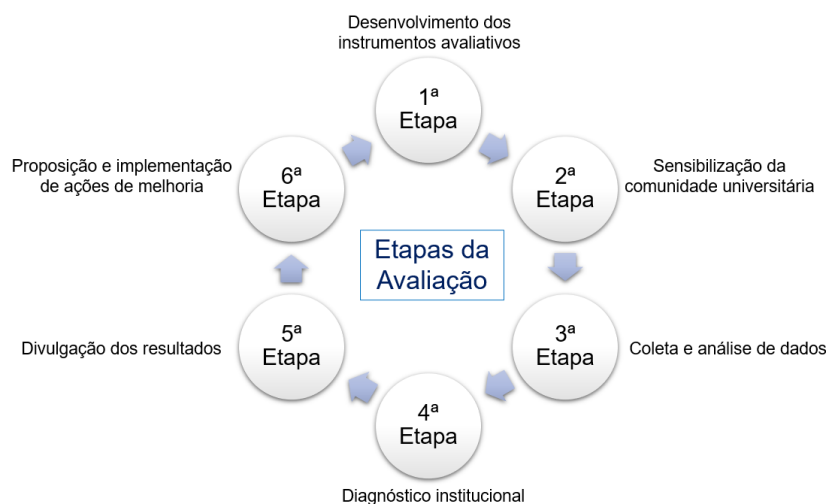 Desenvolvimento dos
instrumentos avaliativos
1ª
Etapa
Sensibilização da
comunidade universitária
2ª
Etapa
Coleta e análise de dados
3ª
Etapa
4ª
Etapa
Diagnóstico institucional
Divulgação dos resultados
5ª
Etapa
Proposição e implementação
de ações de melhoria
6ª
Etapa
Etapas da
Avaliação